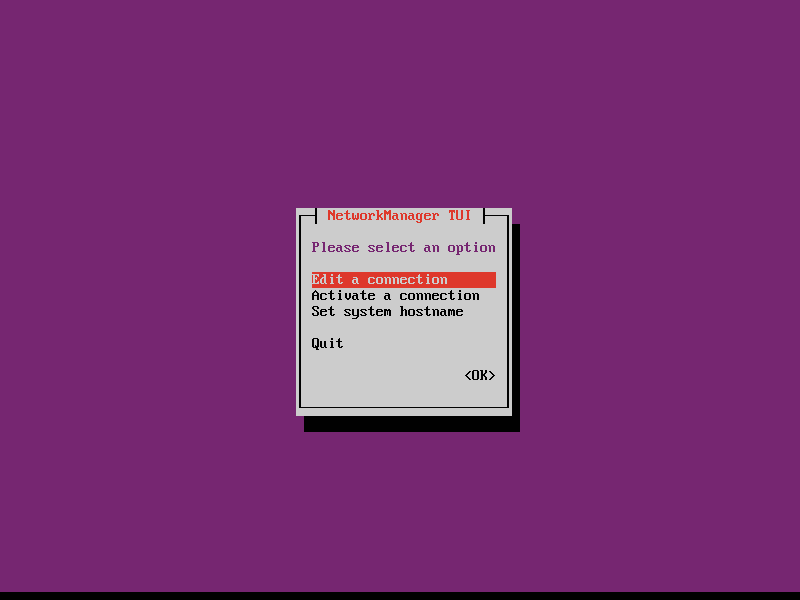 NetworkManager TUI
Please select an option
Edit a connection
Activate a connection
Set system hostname
Quit
<OK>